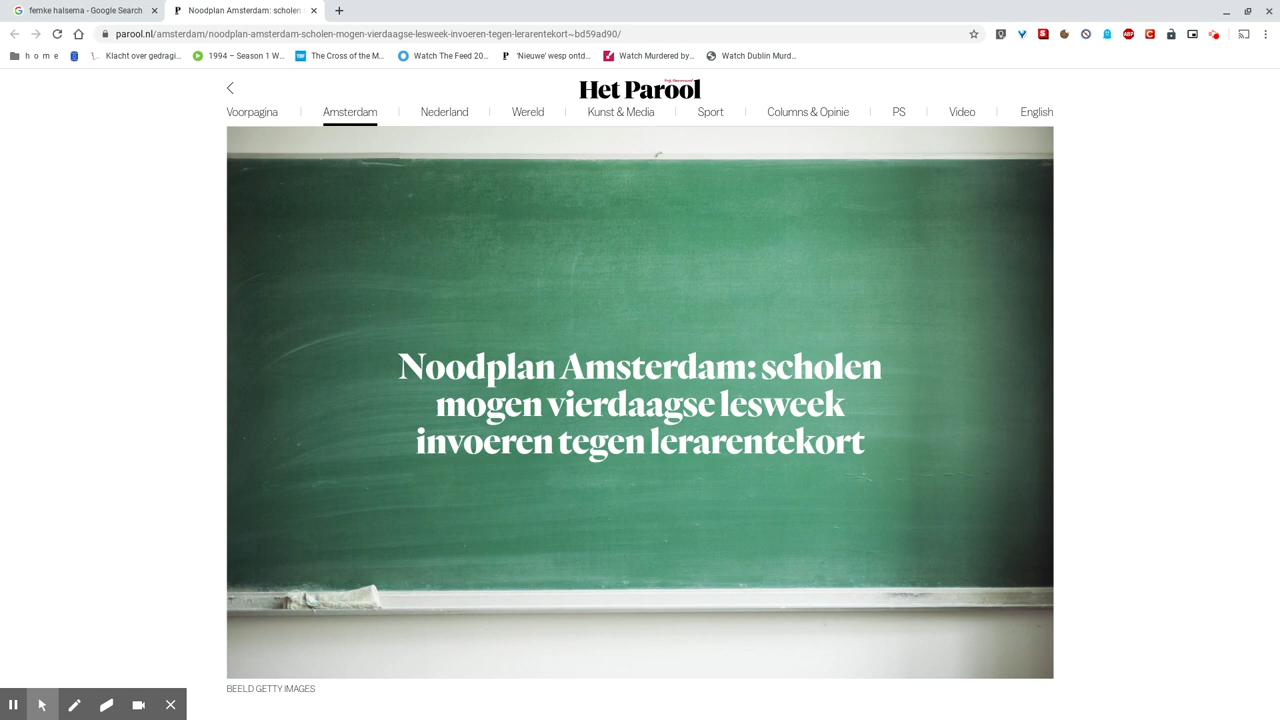 femke halsema - Google Search
Noodplan Amsterdam: scholen
parool.nl/amsterdam/noodplan-amsterdam-scholen-mogen-vierdaagse-lesweek-invoeren-tegen-lerarentekort~bd59ad90/
h o m e
Klacht over gedragi...
1994 – Season 1 W...
The Cross of the M...
Watch The Feed 20...
'Nieuwe' wesp ontd...
Watch Murdered by...
Watch Dublin Murd...
Het Parool
Voorpagina
Amsterdam
Nederland
Wereld
Kunst & Media
Sport
Columns & Opinie
PS
Video
English
Noodplan Amsterdam: scholen
mogen vierdaagse lesweek
invoeren tegen lerarentekort
BEELD GETTY IMAGES